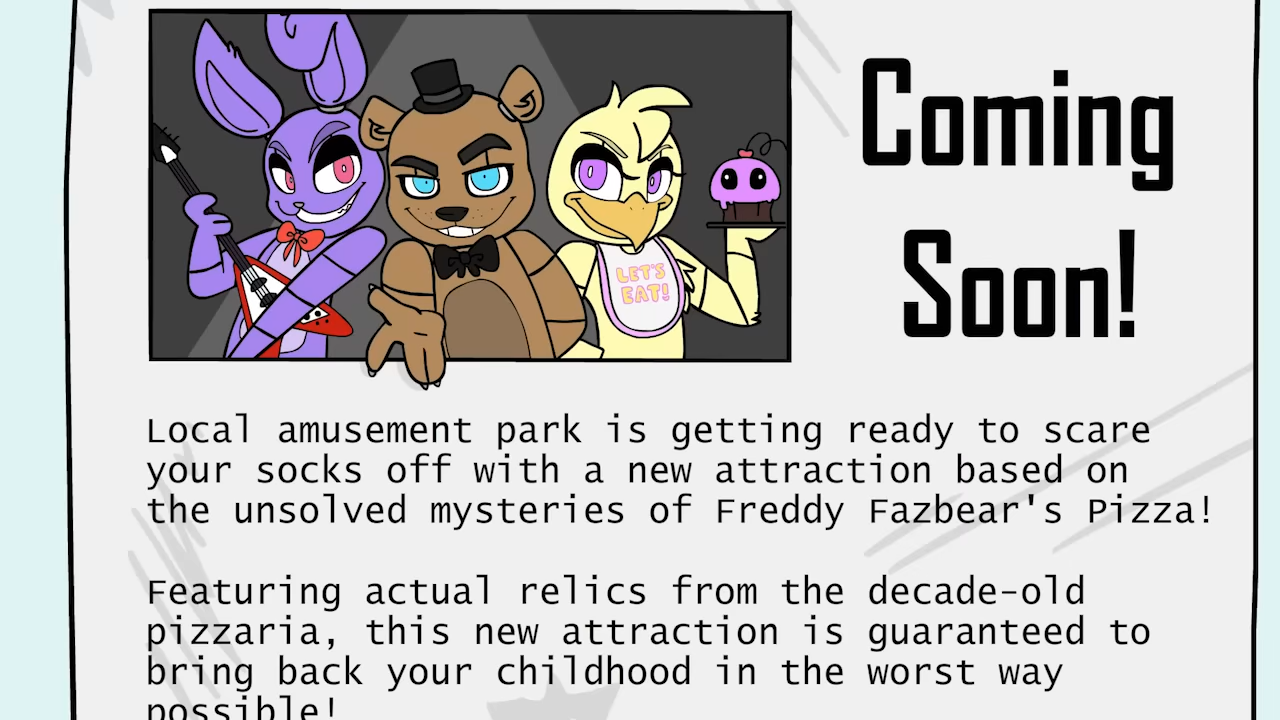 LET'S
EAT!
Coming
Soon!
Local amusement park is getting ready to scare
your socks off with a new attraction based on
the unsolved mysteries of Freddy Fazbear's Pizza!
Featuring actual relics from the decade-old
pizzaria, this new attraction is guaranteed to
bring back your childhood in the worst way
possible!